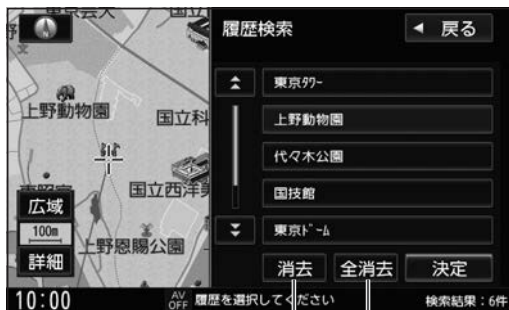 履歴検索
戻る
東京ﾀﾜｰ
上野動物園
代々木公園
国技館
東京ﾄﾞｰﾑ
消去
全消去
決定
上野動物園
国立科
国立西洋美
上野恩賜公園
広域
100m
詳細
10:00
AV OFF
履歴を選択してください
検索結果：6件